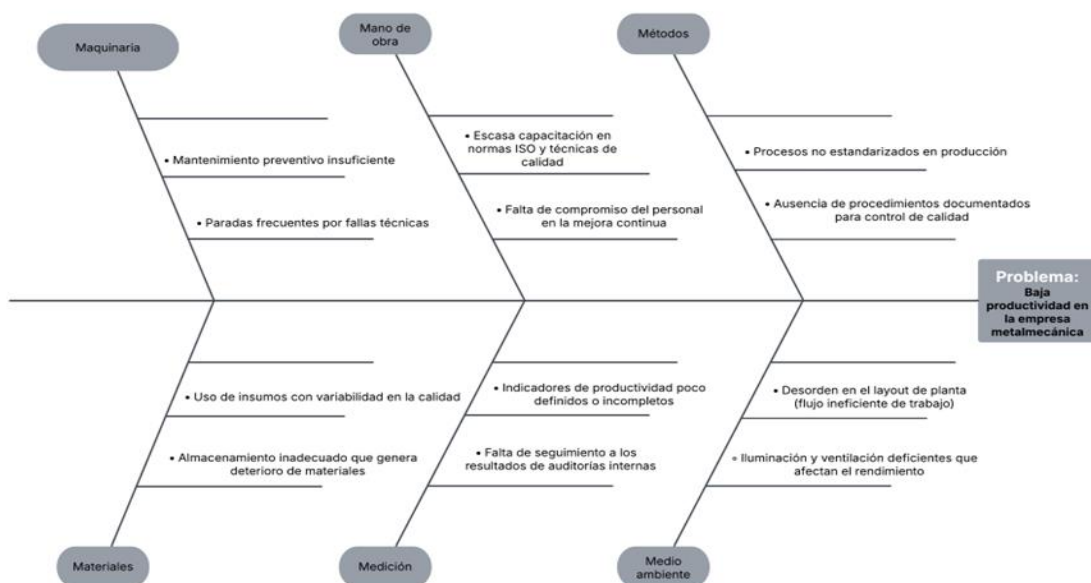 Maquinaria
Mano de
obra
Métodos
• Mantenimiento preventivo insuficiente
• Paradas frecuentes por fallas técnicas
• Escasa capacitación en
normas ISO y técnicas de
calidad
• Falta de compromiso del personal
en la mejora continua
• Procesos no estandarizados en producción
• Ausencia de procedimientos documentados
para control de calidad
Problema:
Baja
productividad en
la empresa
metalmecánica
• Uso de insumos con variabilidad en la calidad
• Almacenamiento inadecuado que genera
deterioro de materiales
• Indicadores de productividad poco
definidos o incompletos
• Falta de seguimiento a los
resultados de auditorías internas
• Desorden en el layout de planta
(flujo ineficiente de trabajo)
• Iluminación y ventilación deficientes que
afectan el rendimiento
Materiales
Medición
Medio
ambiente